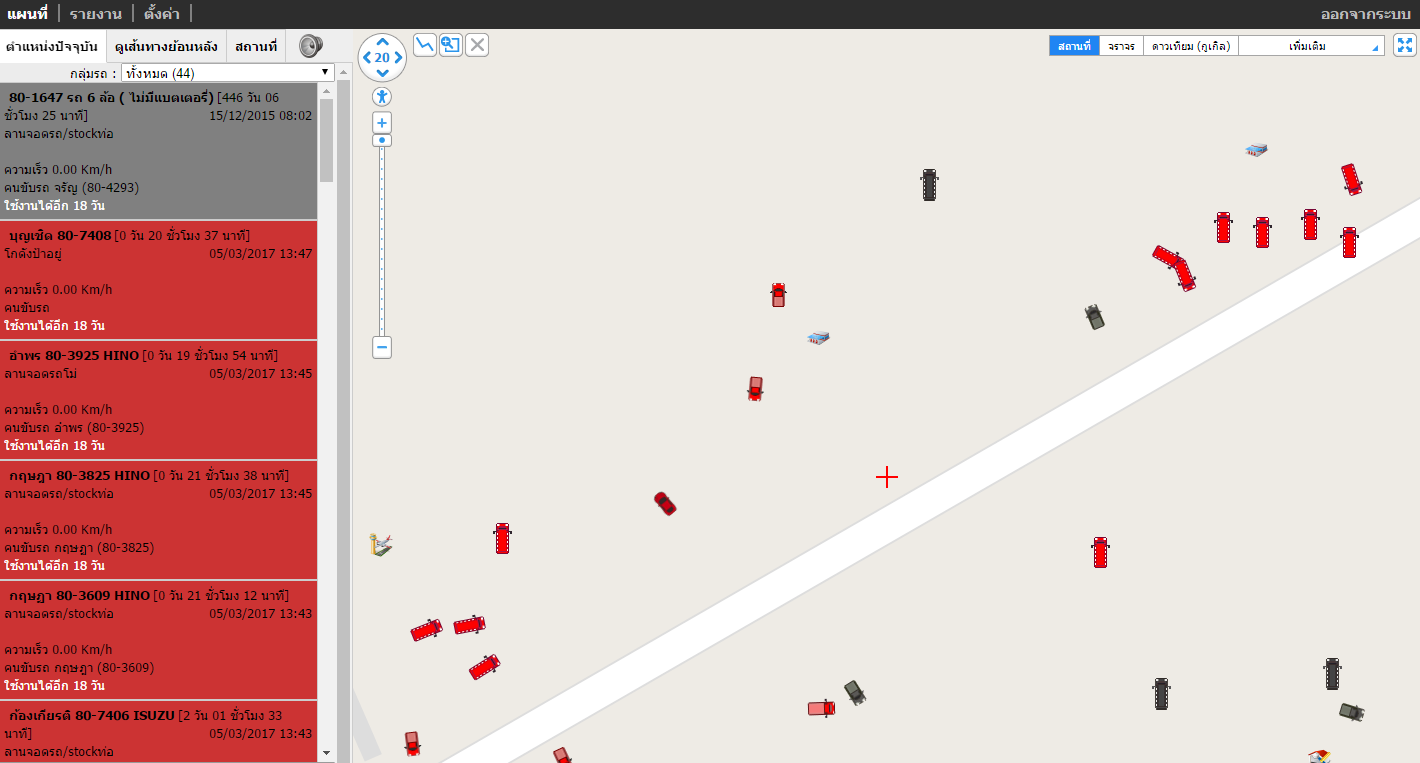 แผนที่ รายงาน ตั้งค่า ออกจากระบบ
ตำแหน่งปัจจุบัน ดูเส้นทางย้อนหลัง สถานที่
กลุ่มรถ : ทั้งหมด (44)
80-1647 รถ 6 ล้อ ( ไม่มีแบตเตอรี่) [446 วัน 06
ชั่วโมง 25 นาที] 15/12/2015 08:02
ลานจอดรถ/stockท่อ
ความเร็ว 0.00 Km/h
คนขับรถ จรัญ (80-4293)
ใช้งานได้อีก 18 วัน
บุญเชิด 80-7408 [0 วัน 20 ชั่วโมง 37 นาที]
โกดังป๋าอยู่ 05/03/2017 13:47
ความเร็ว 0.00 Km/h
คนขับรถ
ใช้งานได้อีก 18 วัน
อำพร 80-3925 HINO [0 วัน 19 ชั่วโมง 54 นาที]
ลานจอดรถโม่ 05/03/2017 13:45
ความเร็ว 0.00 Km/h
คนขับรถ อำพร (80-3925)
ใช้งานได้อีก 18 วัน
กฤษฎา 80-3825 HINO [0 วัน 21 ชั่วโมง 38 นาที]
ลานจอดรถ/stockท่อ 05/03/2017 13:45
ความเร็ว 0.00 Km/h
คนขับรถ กฤษฎา (80-3825)
ใช้งานได้อีก 18 วัน
กฤษฏา 80-3609 HINO [0 วัน 21 ชั่วโมง 12 นาที]
ลานจอดรถ/stockท่อ 05/03/2017 13:43
ความเร็ว 0.00 Km/h
คนขับรถ กฤษฎา (80-3609)
ใช้งานได้อีก 18 วัน
ก้องเกียรติ 80-7406 ISUZU [2 วัน 01 ชั่วโมง 33
นาที] 05/03/2017 13:43
ลานจอดรถ/stockท่อ
20
สถานที่ จราจร ดาวเทียม (กูเกิล) เพิ่มเติม